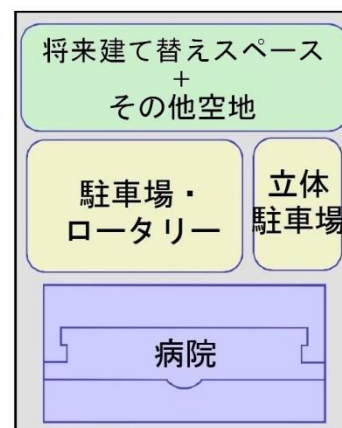 将来建て替えスペース
+
その他空地
駐車場・
ロータリー
立体
駐車場
病院